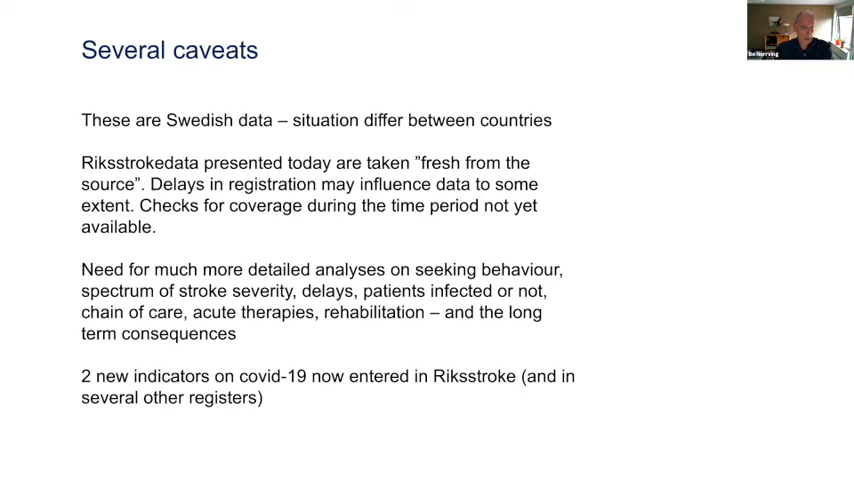 Several caveats
Bo Norrving
These are Swedish data – situation differ between countries
Riksstrokedata presented today are taken ”fresh from the
source”. Delays in registration may influence data to some
extent. Checks for coverage during the time period not yet
available.
Need for much more detailed analyses on seeking behaviour,
spectrum of stroke severity, delays, patients infected or not,
chain of care, acute therapies, rehabilitation – and the long
term consequences
2 new indicators on covid-19 now entered in Riksstroke (and in
several other registers)